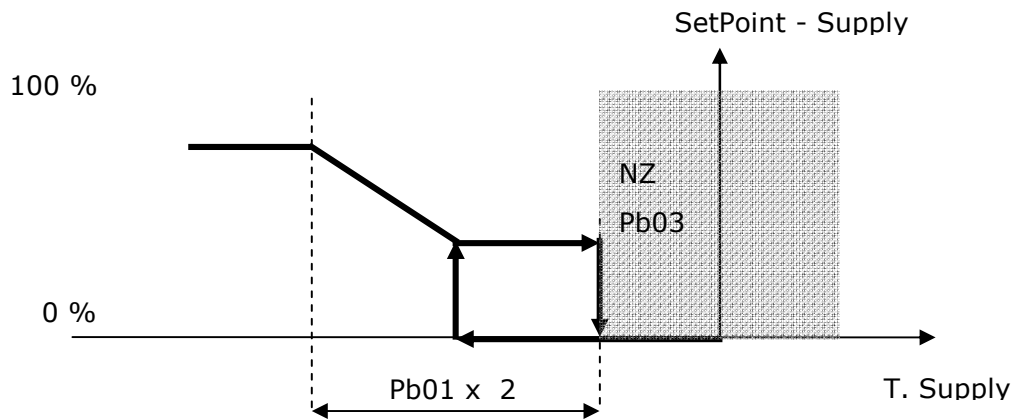 SetPoint - Supply
100 %
NZ
Pb03
0 %
Pb01 x 2
T. Supply